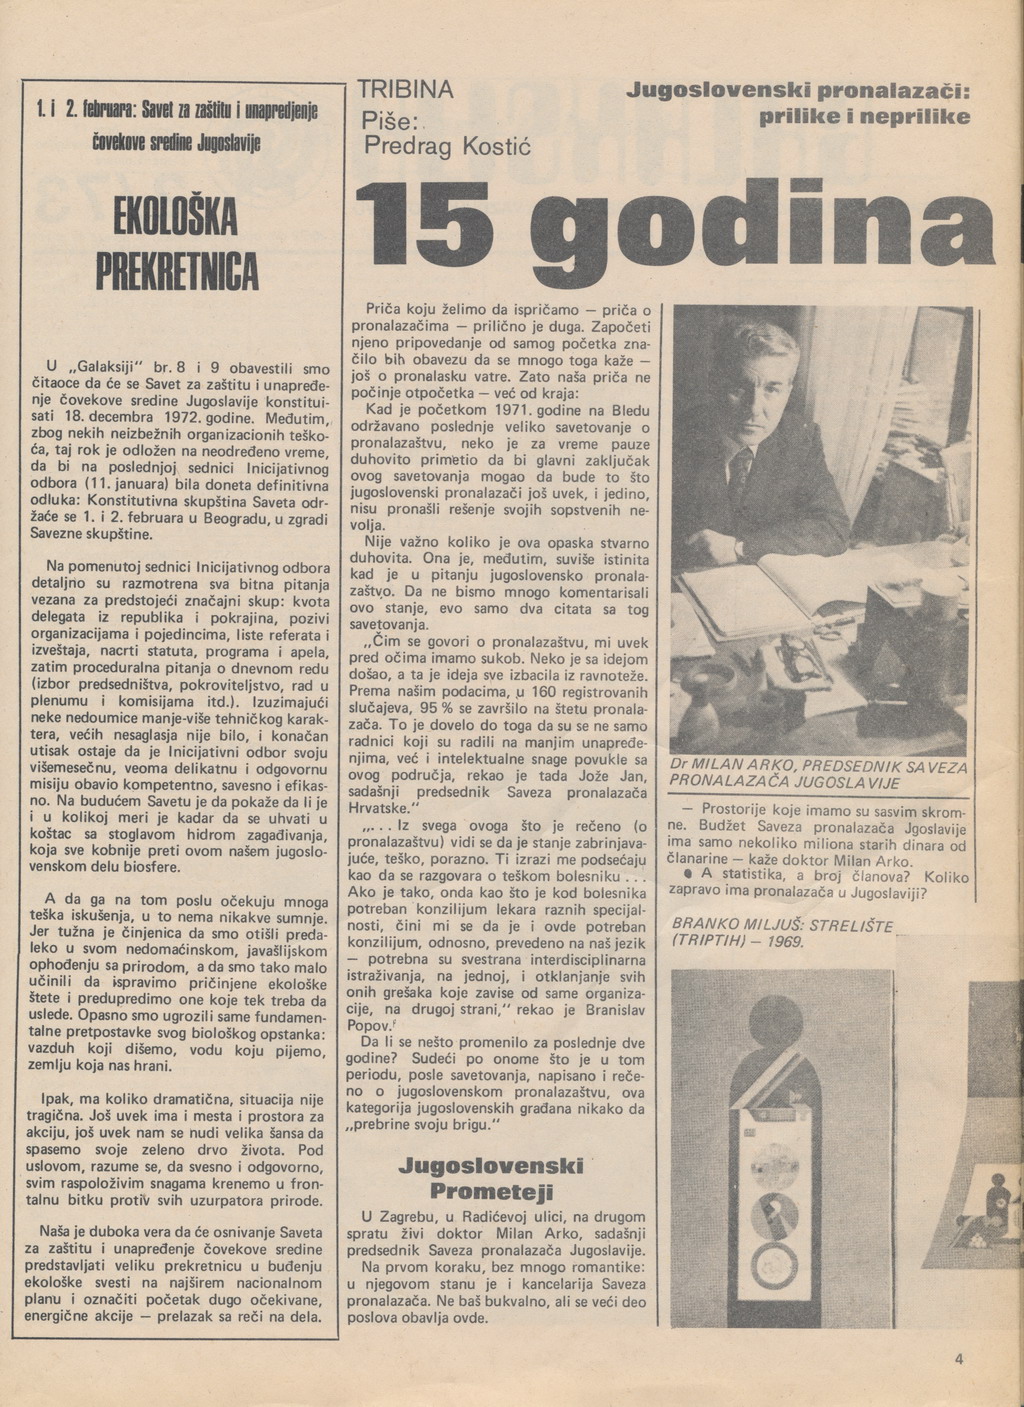 1. i 2. februara: Savet za zaštitu i unapredjenje
čovekove sredine Jugoslavije
EKOLOŠKA
PREKRETNICA
U „Galaksiji" br. 8 i 9 obavestili smo
čitaoce da će se Savet za zaštitu i unapređe-
nje čovekove sredine Jugoslavije konstitui-
sati 18. decembra 1972. godine. Međutim,
zbog nekih neizbežnih organizacionih teško-
ća, taj rok je odložen na neodređeno vreme,
da bi na poslednjoj sednici Inicijativnog
odbora (11. januara) bila doneta definitivna
odluka: Konstitutivna skupština Saveta odr-
žaće se 1. i 2. februara u Beogradu, u zgradi
Savezne skupštine.
Na pomenutoj sednici Inicijativnog odbora
detaljno su razmotrena sva bitna pitanja
vezana za predstojeći značajni skup: kvota
delegata iz republika i pokrajina, pozivi
organizacijama i pojedincima, liste referata i
izveštaja, nacrti statuta, programa i apela,
zatim proceduralna pitanja o dnevnom redu
(izbor predsedništva, pokroviteljstvo, rad u
plenumu i komisijama itd.). Izuzimajući
neke nedoumice manje-više tehničkog karak-
tera, većih nesaglasja nije bilo, i konačan
utisak ostaje da je Inicijativni odbor svoju
višemesečnu, veoma delikatnu i odgovornu
misiju obavio kompetentno, savesno i efikas-
no. Na budućem Savetu je da pokaže da li je
i u kolikoj meri je kadar da se uhvati u
koštac sa stoglavom hidrom zagađivanja,
koja sve kobnije preti ovom našem jugoslo-
venskom delu biosfere.
A da ga na tom poslu očekuju mnoga
teška iskušenja, u to nema nikakve sumnje.
Jer tužna je činjenica da smo otišli preda-
leko u svom nedomaćinskom, javašlijskom
ophođenju sa prirodom, a da smo tako malo
učinili da ispravimo pričinjene ekološke
štete i predupredimo one koje tek treba da
uslede. Opasno smo ugrozili same fundamen-
talne pretpostavke svog biološkog opstanka:
vazduh koji dišemo, vodu koju pijemo,
zemlju koja nas hrani.
Ipak, ma koliko dramatična, situacija nije
tragična. Još uvek ima i mesta i prostora za
akciju, još uvek nam se nudi velika šansa da
spasemo svoje zeleno drvo života. Pod
uslovom, razume se, da svesno i odgovorno,
svim raspoloživim snagama krenemo u fron-
talnu bitku protiv svih uzurpatora prirode.
Naša je duboka vera da će osnivanje Saveta
za zaštitu i unapređenje čovekove sredine
predstavljati veliku prekretnicu u buđenju
ekološke svesti na najširem nacionalnom
planu i označiti početak dugo očekivane,
energične akcije — prelazak sa reči na dela.
TRIBINA
Piše:
Predrag Kostić
Jugoslovenski pronalazači:
prilike i neprilike
15 godina
Priča koju želimo da ispričamo — priča o
pronalazačima — prilično je duga. Započeti
njeno pripovedanje od samog početka zna-
čilo bih obavezu da se mnogo toga kaže —
još o pronalasku vatre. Zato naša priča ne
počinje otpočetka — već od kraja:
Kad je početkom 1971. godine na Bledu
održavano poslednje veliko savetovanje o
pronalazaštvu, neko je za vreme pauze
duhovito primetio da bi glavni zaključak
ovog savetovanja mogao da bude to što
jugoslovenski pronalazači još uvek, i jedino,
nisu pronašli rešenje svojih sopstvenih ne-
volja.
Nije važno koliko je ova opaska stvarno
duhovita. Ona je, međutim, suviše istinita
kad je u pitanju jugoslovensko pronala-
zaštvo. Da ne bismo mnogo komentarisali
ovo stanje, evo samo dva citata sa tog
savetovanja.
„Čim se govori o pronalazaštvu, mi uvek
pred očima imamo sukob. Neko je sa idejom
došao, a ta je ideja sve izbacila iz ravnoteže.
Prema našim podacima, u 160 registrovanih
slučajeva, 95 % se završilo na štetu pronala-
zača. To je dovelo do toga da su se ne samo
radnici koji su radili na manjim unapređe-
njima, već i intelektualne snage povukle sa
ovog područja, rekao je tada Jože Jan,
sadašnji predsednik Saveza pronalazača
Hrvatske."
„. . . Iz svega ovoga što je rečeno (o
pronalazaštvu) vidi se da je stanje zabrinjava-
juće, teško, porazno. Ti izrazi me podsećaju
kao da se razgovara o teškom bolesniku . . .
Ako je tako, onda kao što je kod bolesnika
potreban konzilijum lekara raznih specijal-
nosti, čini mi se da je i ovde potreban
konzilijum, odnosno, prevedeno na naš jezik
— potrebna su svestrana interdisciplinarna
istraživanja, na jednoj, i otklanjanje svih
onih grešaka koje zavise od same organiza-
cije, na drugoj strani," rekao je Branislav
Popov."
Da li se nešto promenilo za poslednje dve
godine? Sudeći po onome što je u tom
periodu, posle savetovanja, napisano i reče-
no o jugoslovenskom pronalazaštvu, ova
kategorija jugoslovenskih građana nikako da
„prebrine svoju brigu."
Jugoslovenski
Prometeji
U Zagrebu, u Radićevoj ulici, na drugom
spratu živi doktor Milan Arko, sadašnji
predsednik Saveza pronalazača Jugoslavije.
Na prvom koraku, bez mnogo romantike:
u njegovom stanu je i kancelarija Saveza
pronalazača. Ne baš bukvalno, ali se veći deo
poslova obavlja ovde.
Dr MILAN ARKO, PREDSEDNIK SAVEZA
PRONALAZAČA JUGOSLAVIJE
— Prostorije koje imamo su sasvim skrom-
ne. Budžet Saveza pronalazača Jgoslavije
ima samo nekoliko miliona starih dinara od
članarine — kaže doktor Milan Arko.
● A statistika, a broj članova? Koliko
zapravo ima pronalazača u Jugoslaviji?
BRANKO MILJUŠ: STRELIŠTE
(TRIPTIH) — 1969.
4